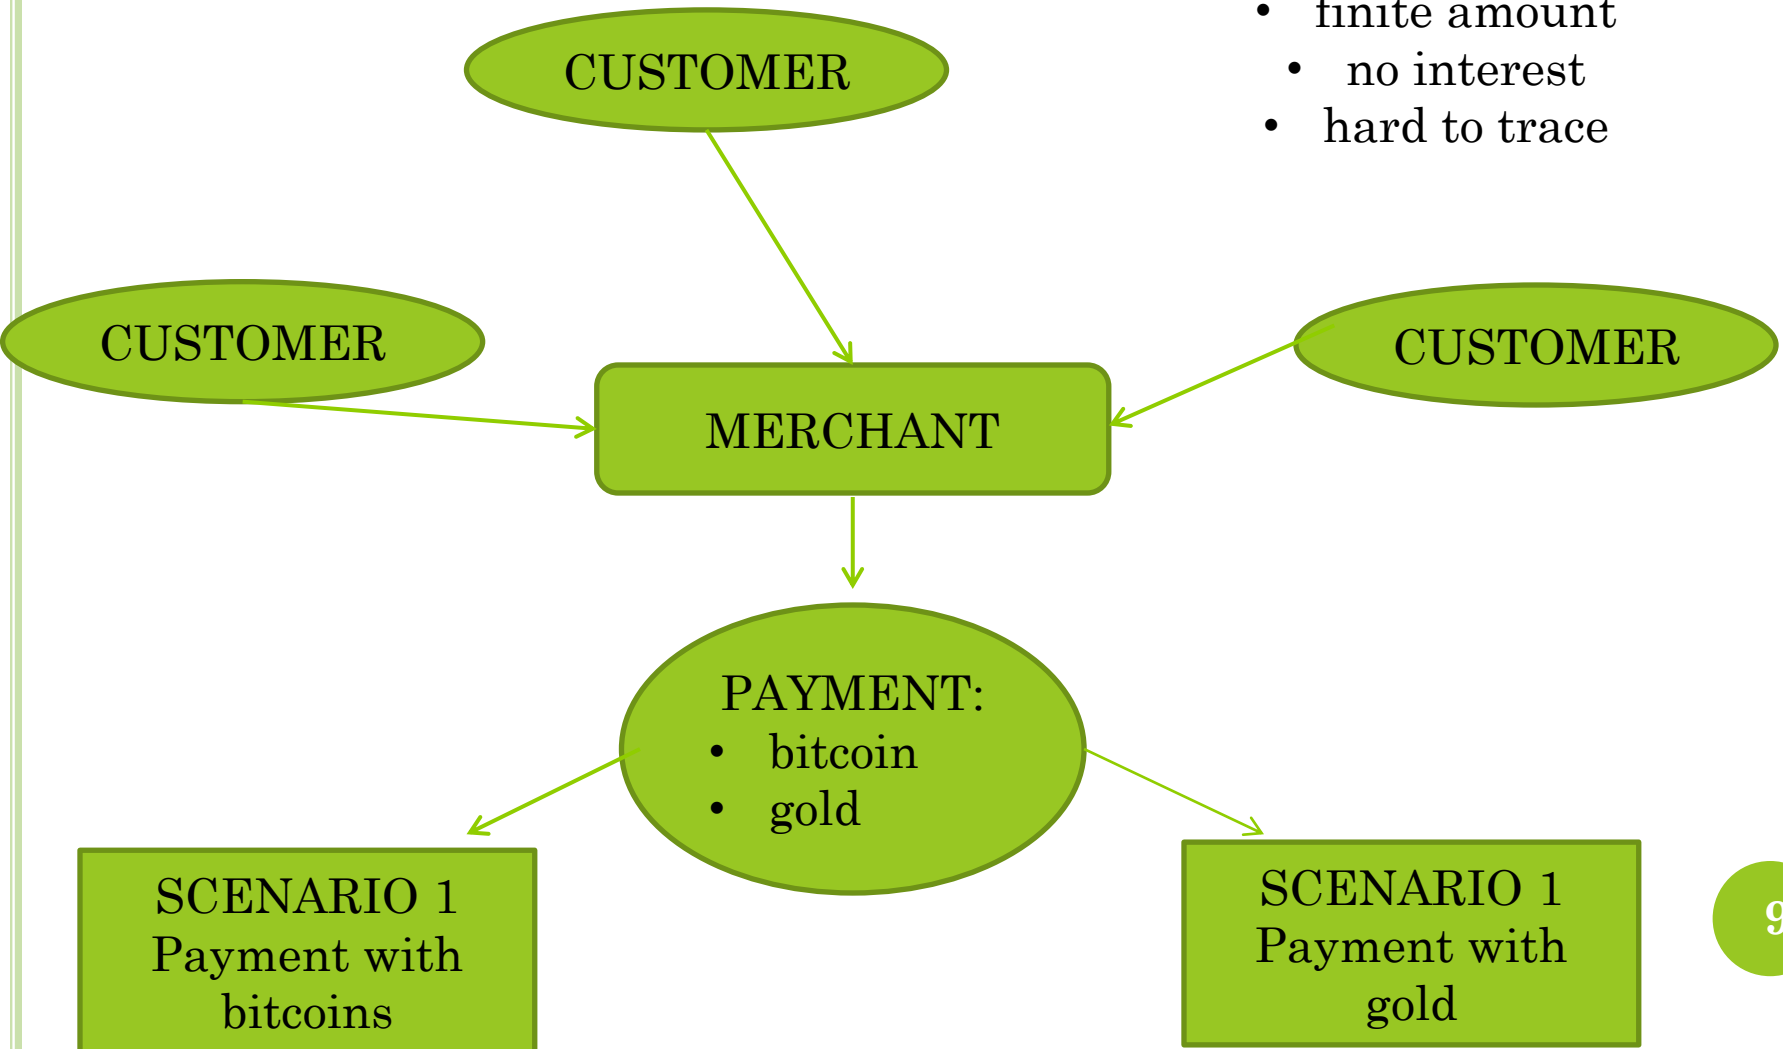 • finite amount
• no interest
• hard to trace
CUSTOMER
CUSTOMER
CUSTOMER
MERCHANT
PAYMENT:
• bitcoin
• gold
SCENARIO 1
Payment with
bitcoins
SCENARIO 1
Payment with
gold
9